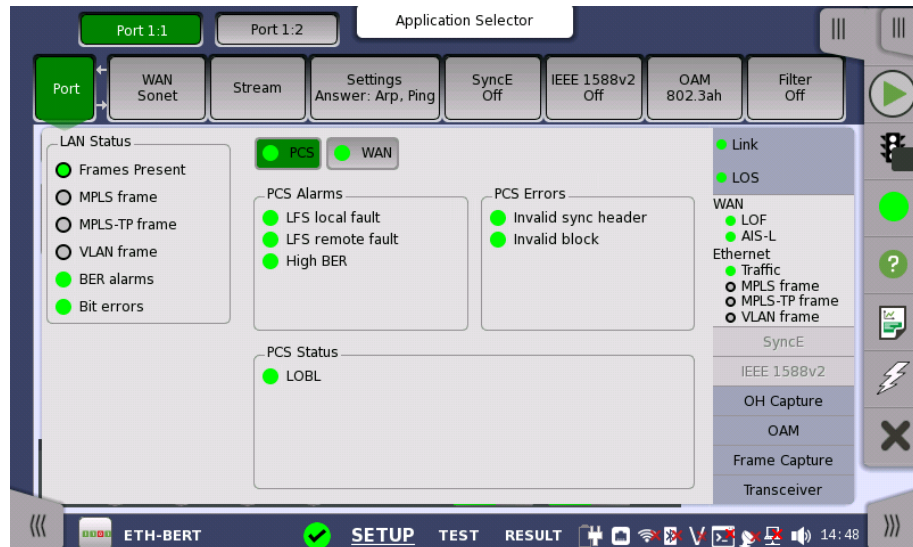 Application Selector
Port 1:1
Port 1:2
Port
WAN
Sonet
Stream
Settings
Answer: Arp, Ping
SyncE
Off
IEEE 1588v2
Off
OAM
802.3ah
Filter
Off
LAN Status
Frames Present
MPLS frame
MPLS-TP frame
VLAN frame
BER alarms
Bit errors
PCS
WAN
PCS Alarms
LFS local fault
LFS remote fault
High BER
PCS Errors
Invalid sync header
Invalid block
PCS Status
LOBL
Link
LOS
WAN
LOF
AIS-L
Ethernet
Traffic
MPLS frame
MPLS-TP frame
VLAN frame
SyncE
IEEE 1588v2
OH Capture
OAM
Frame Capture
Transceiver
ETH-BERT
SETUP
TEST
RESULT
14:48